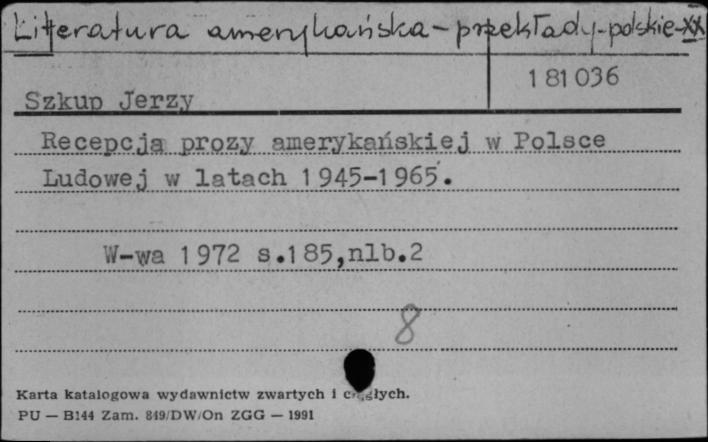 Literatura amerykańska - przekłady - polskie - XX
181036
Szkup Jerzy
Recepcja prozy amerykańskiej w Polsce
Ludowej w latach 1945-1965.
W-wa 1972 s.185,nlb.2
8
Karta katalogowa wydawnictw zwartych i ciągłych.
PU — B144 Zam. 849/DW/On ZGG — 1991